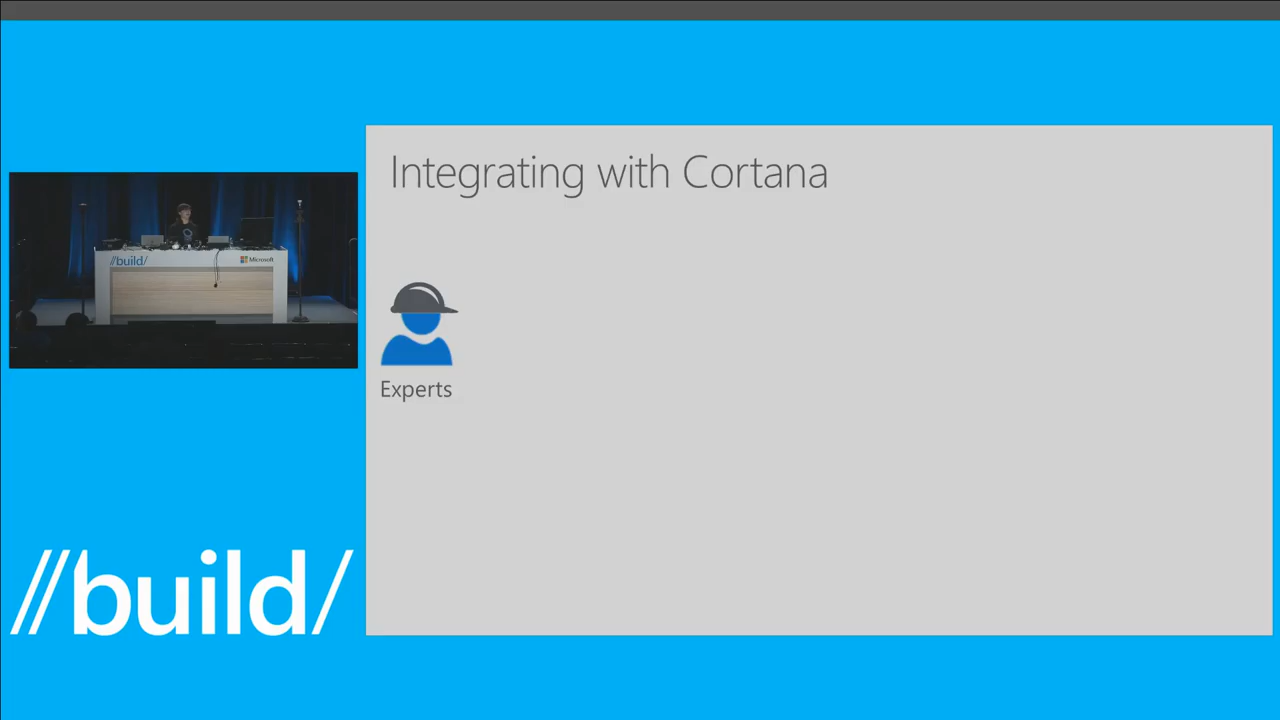 Integrating with Cortana
//build/
Microsoft
Experts
//build/